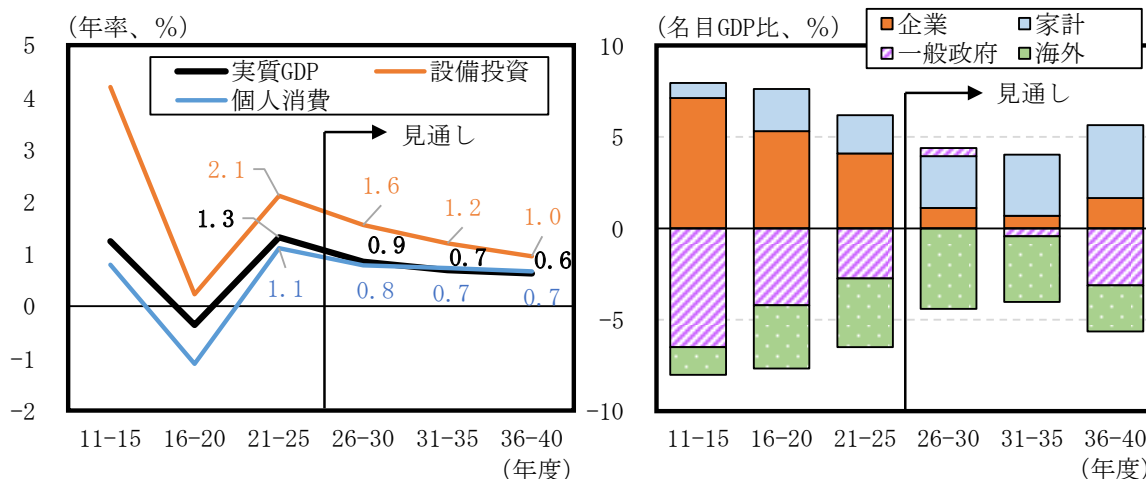 (年率、%)
5
4
3
2
1
0
-1
-2
実質GDP
設備投資
個人消費
見通し
2.1
1.3
1.1
1.6
0.9
0.8
1.2
0.7
0.7
1.0
0.6
0.7
11-15 16-20 21-25 26-30 31-35 36-40
(年度)
(名目GDP比、%)
10
5
0
-5
-10
企業 家計
一般政府 海外
見通し
11-15 16-20 21-25 26-30 31-35 36-40
(年度)